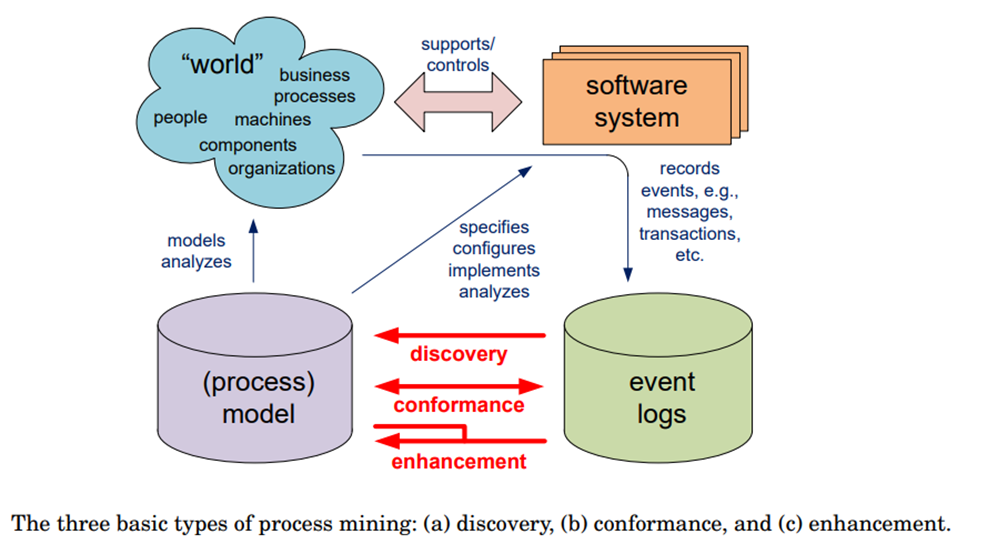 “world”
business
processes
people
machines
components
organizations
supports/
controls
software
system
records
events, e.g.,
messages,
transactions,
etc.
models
analyzes
specifies
configures
implements
analyzes
(process)
model
discovery
conformance
enhancement
event
logs
The three basic types of process mining: (a) discovery, (b) conformance, and (c) enhancement.